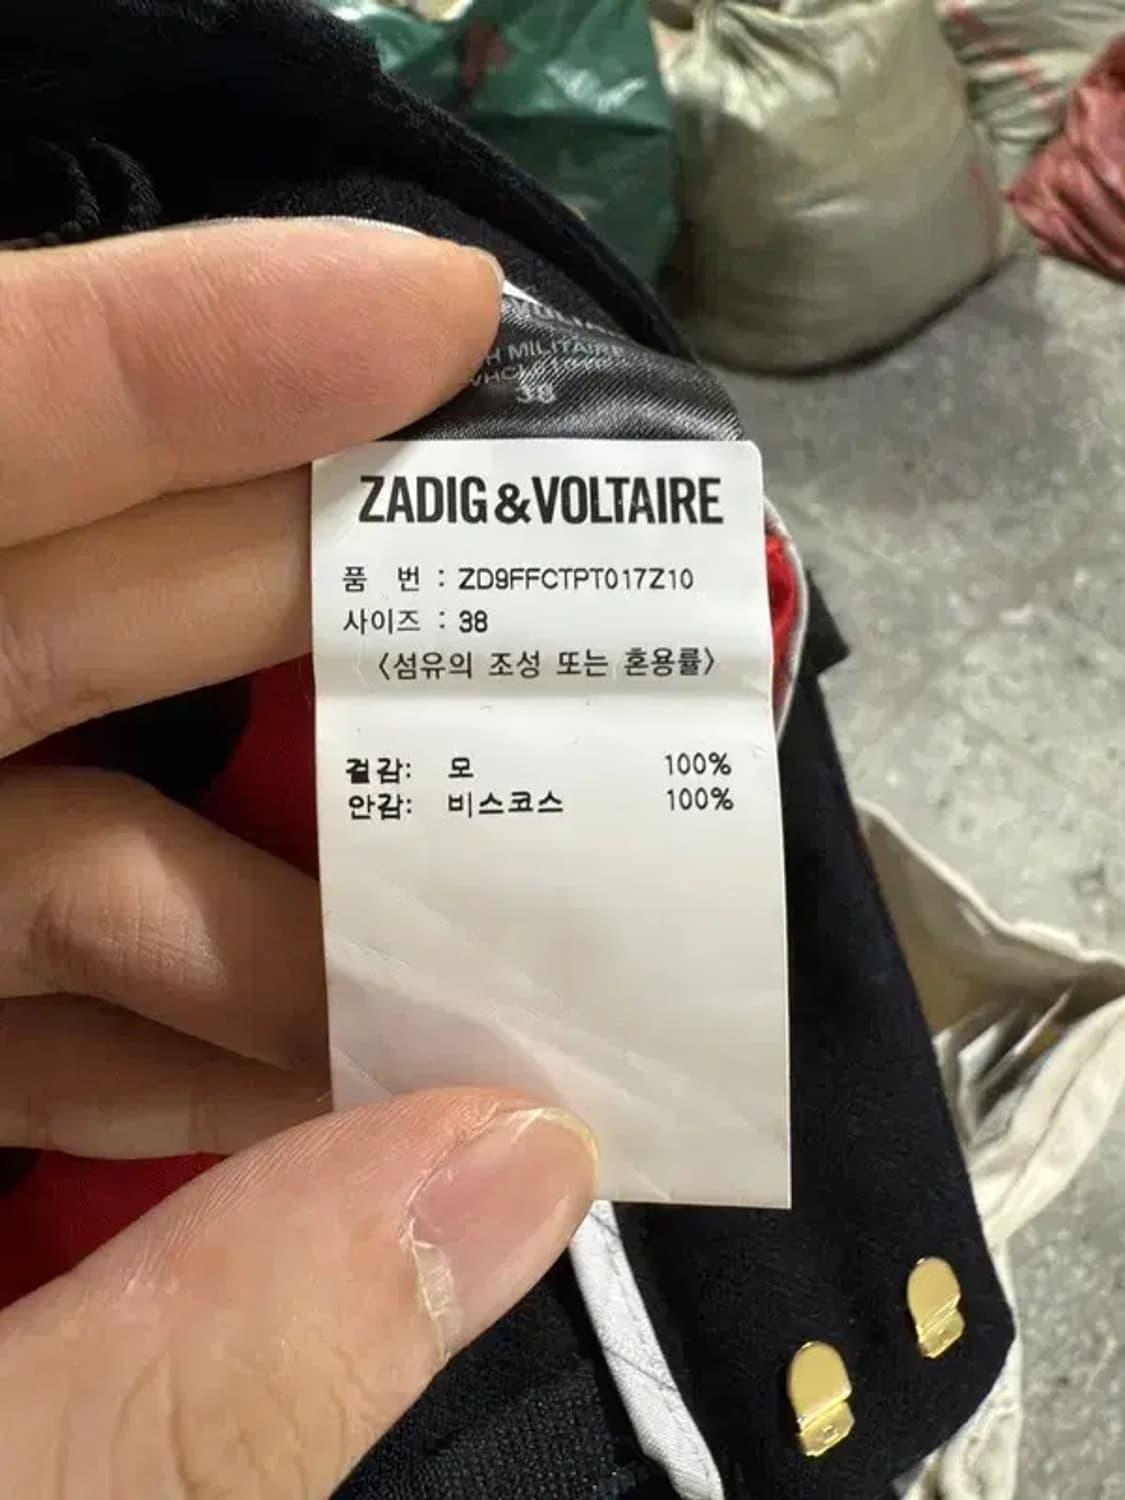 MILITAIRE
38
ZADIG & VOLTAIRE
품 번 : ZD9FFCTPT017Z10
사이즈 : 38
〈섬유의 조성 또는 혼용률〉
겉감: 모 100%
안감: 비스코스 100%